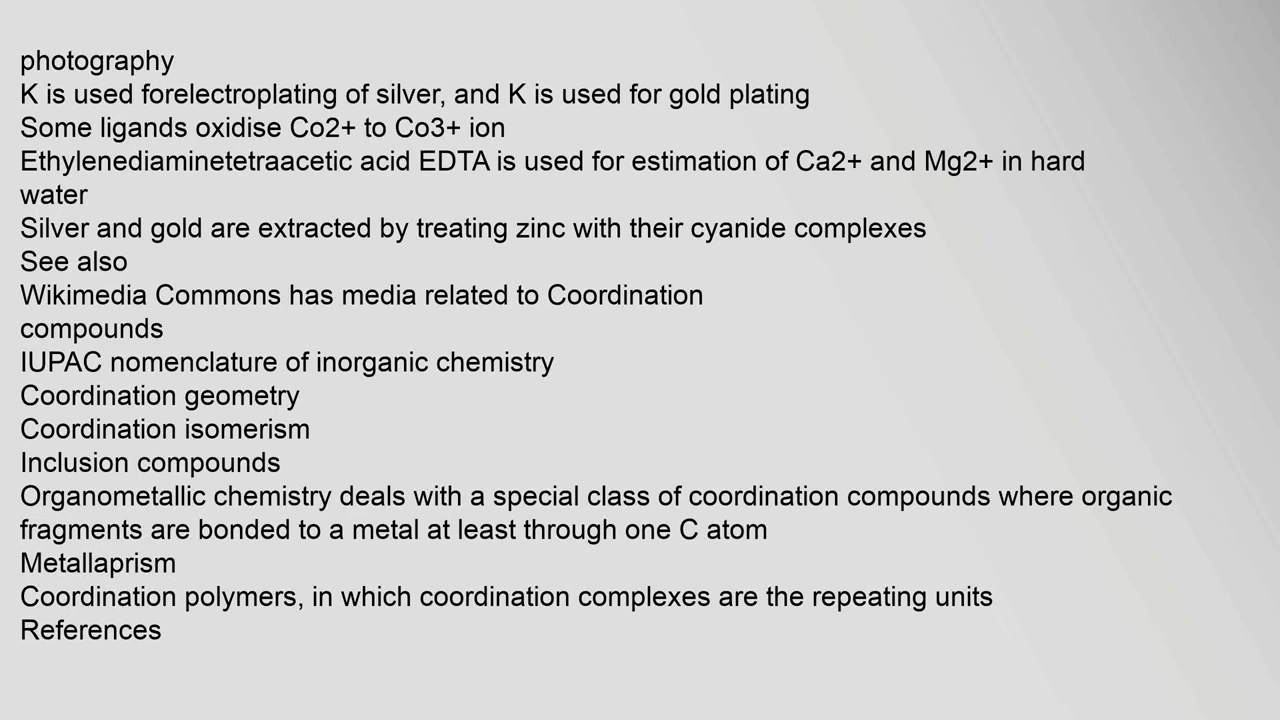 photography
K is used forelectroplating of silver, and K is used for gold plating
Some ligands oxidise Co2+ to Co3+ ion
Ethylenediaminetetraacetic acid EDTA is used for estimation of Ca2+ and Mg2+ in hard
water
Silver and gold are extracted by treating zinc with their cyanide complexes
See also
Wikimedia Commons has media related to Coordination
compounds
IUPAC nomenclature of inorganic chemistry
Coordination geometry
Coordination isomerism
Inclusion compounds
Organometallic chemistry deals with a special class of coordination compounds where organic
fragments are bonded to a metal at least through one C atom
Metallaprism
Coordination polymers, in which coordination complexes are the repeating units
References